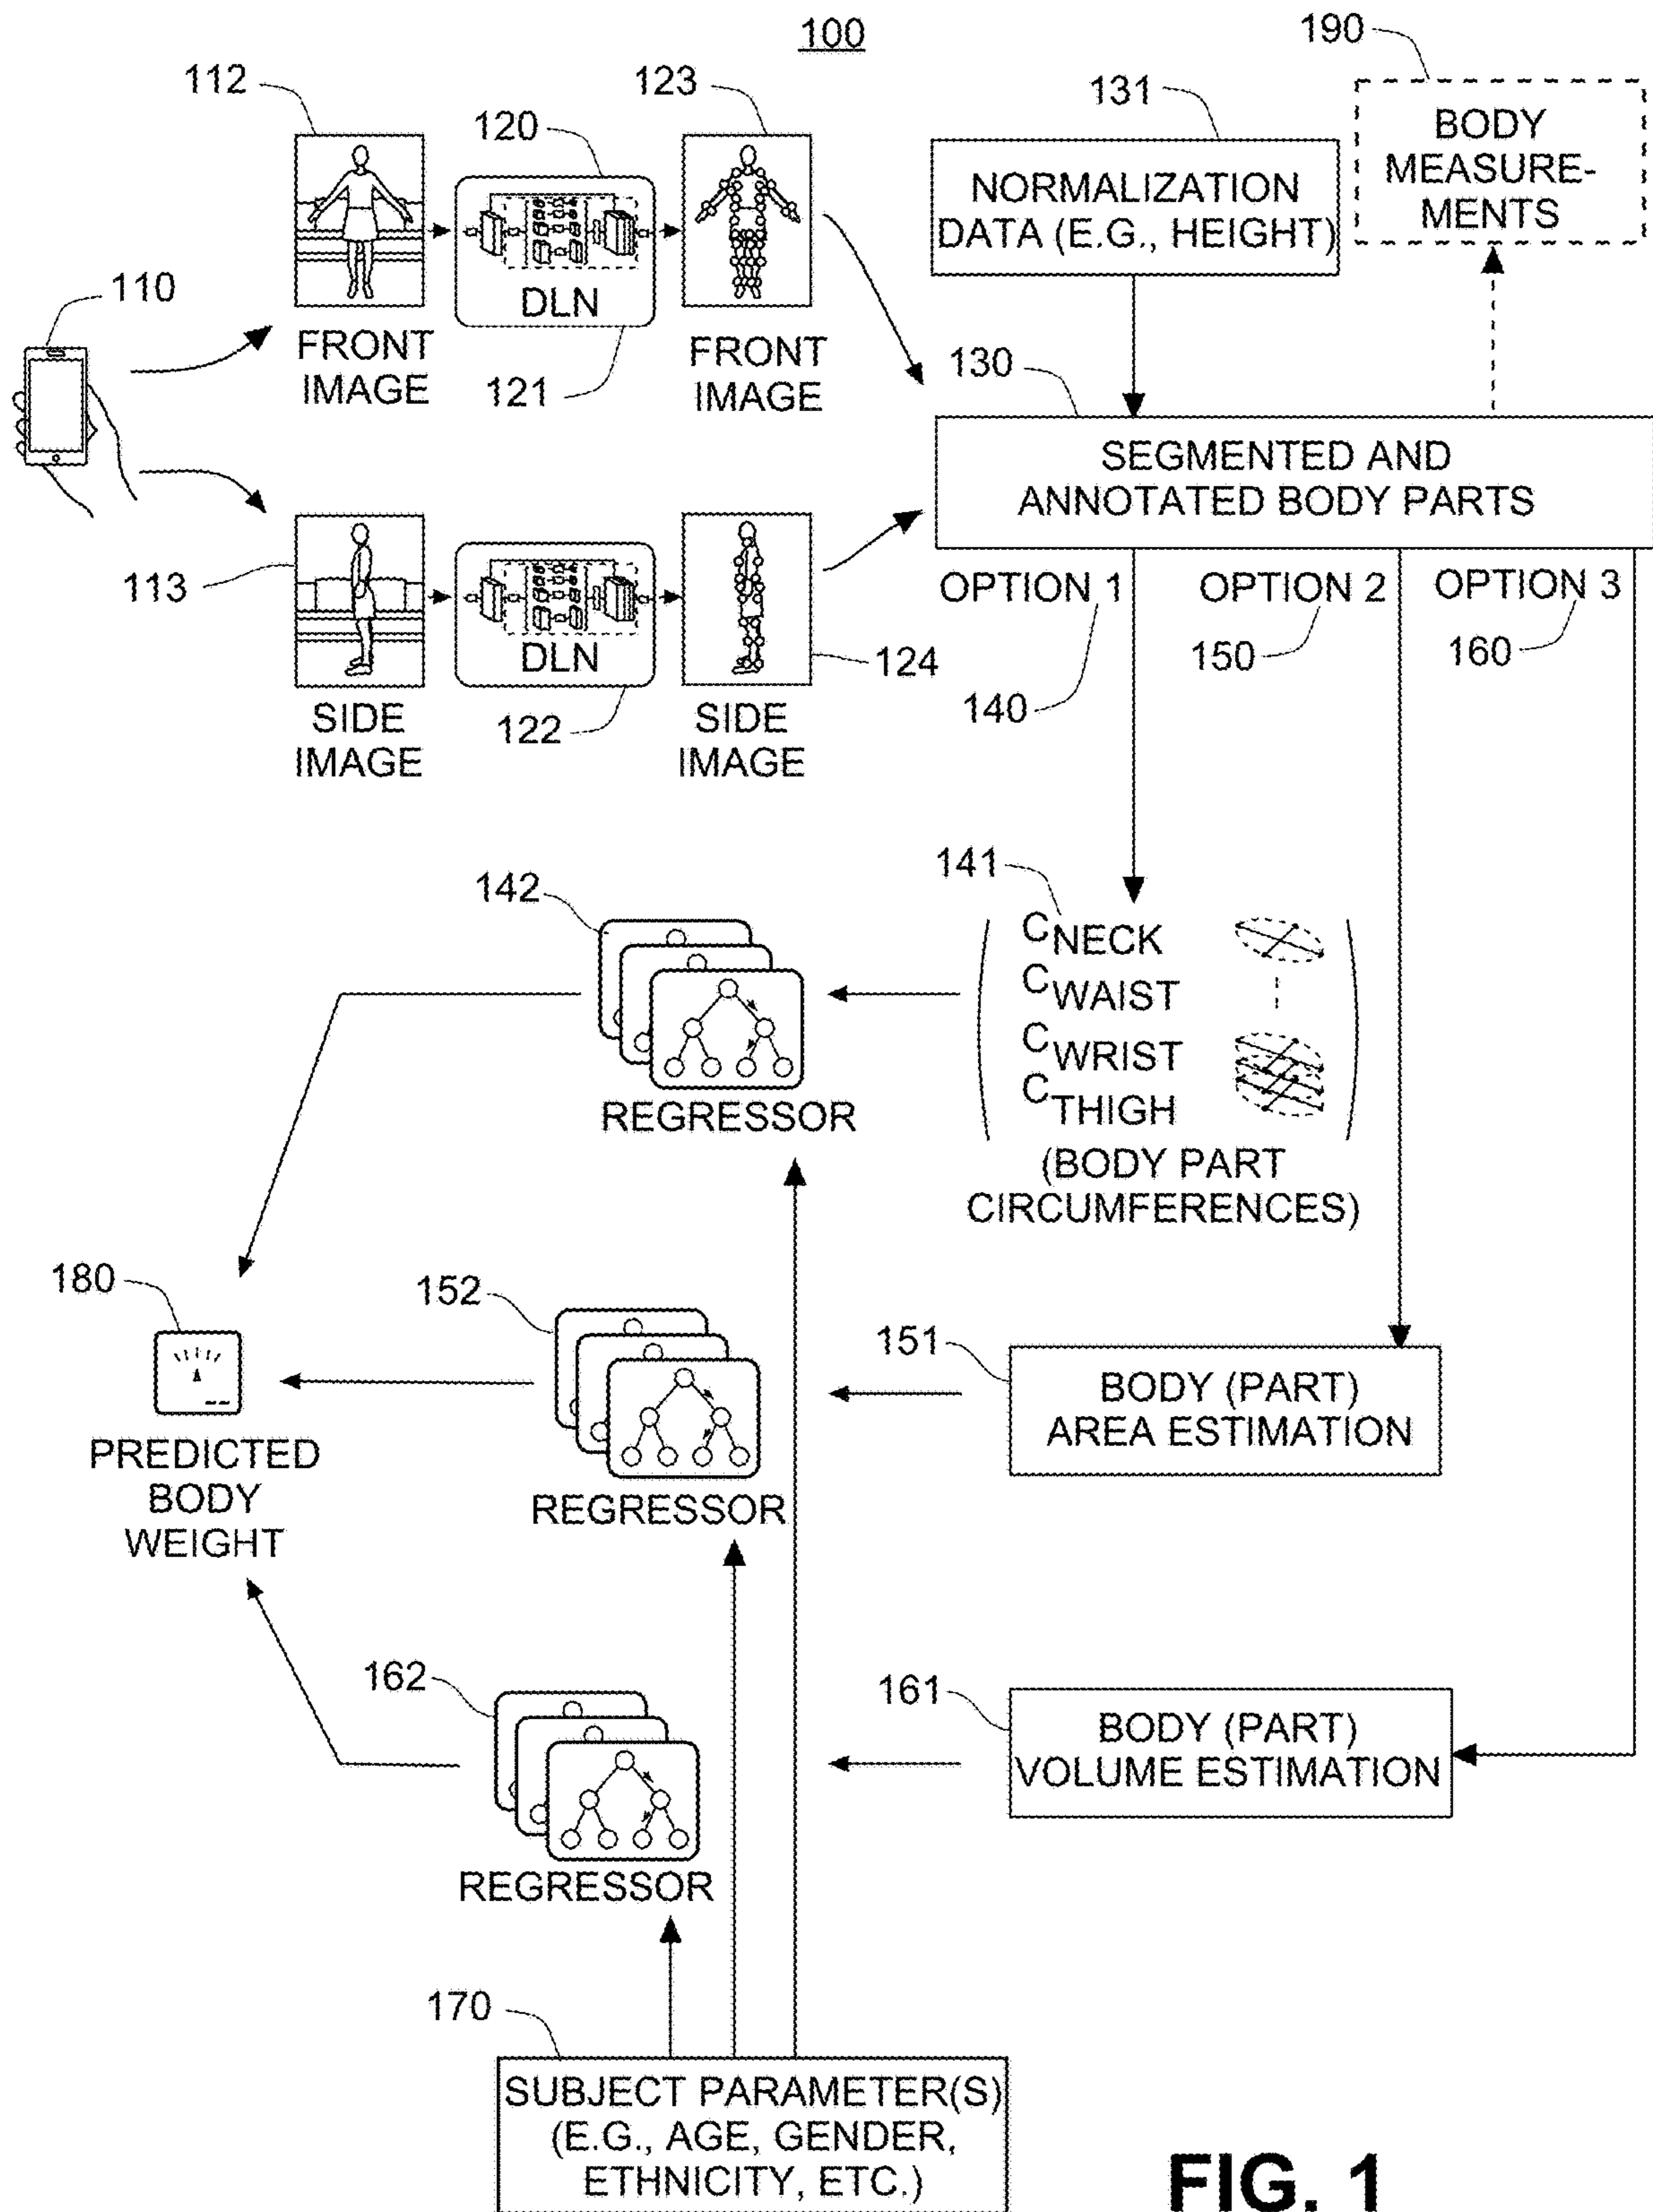 100
190
112
123
131
120
BODY
MEASURE-
MENTS
NORMALIZATION
DATA (E.G., HEIGHT)
110
DLN
FRONT
IMAGE
121
FRONT
IMAGE
130
SEGMENTED AND
ANNOTATED BODY PARTS
113
DLN
124
OPTION 1
OPTION 2
OPTION 3
140
150
160
SIDE
IMAGE
122
SIDE
IMAGE
141
142
CNECK
CWAIST
CWRIST
CTHIGH
(BODY PART
CIRCUMFERENCES)
REGRESSOR
180
152
151
BODY (PART)
AREA ESTIMATION
PREDICTED
BODY
WEIGHT
REGRESSOR
162
161
BODY (PART)
VOLUME ESTIMATION
REGRESSOR
170
SUBJECT PARAMETER(S)
(E.G., AGE, GENDER,
ETHNICITY, ETC.)
FIG. 1